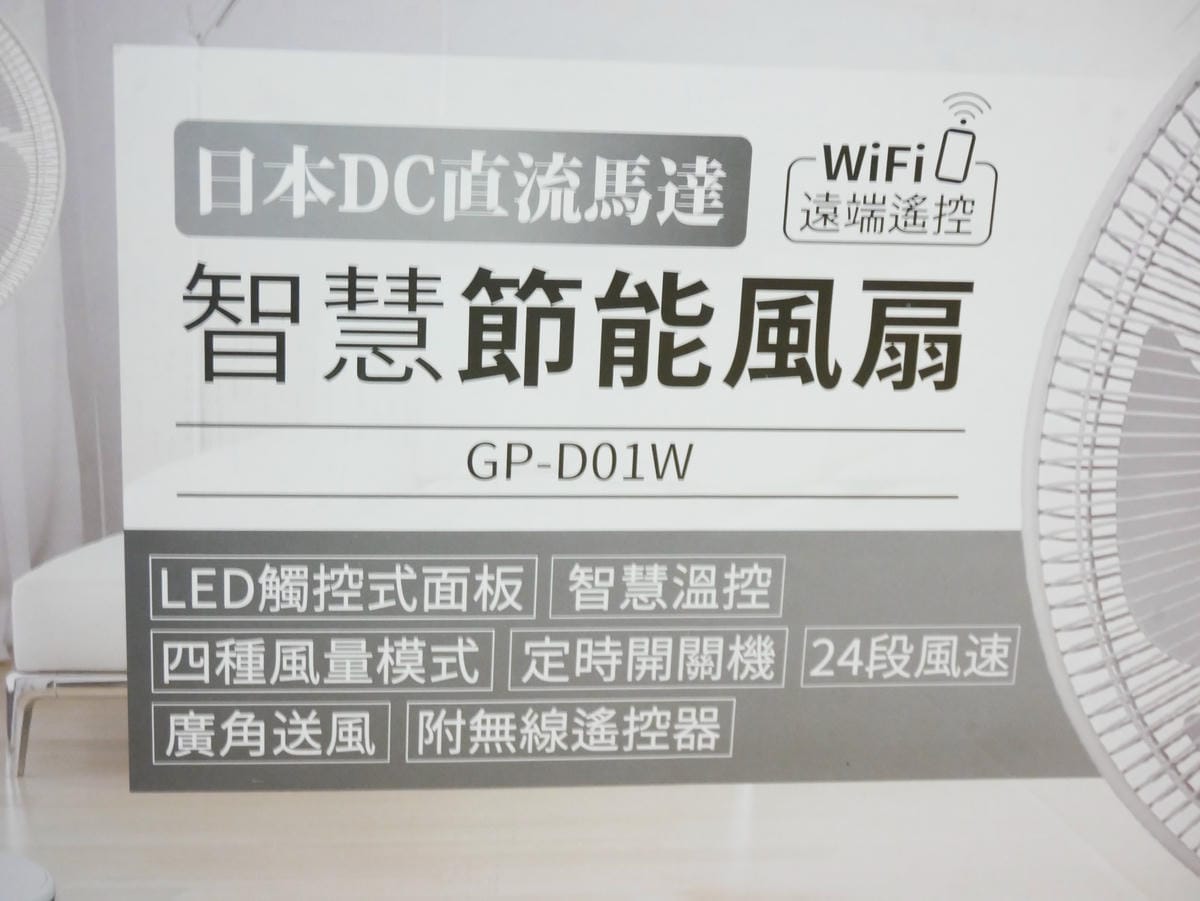 日本DC直流馬達
WiFi
遠端遙控
智慧節能風扇
GP-D01W
LED觸控式面板 智慧溫控
四種風量模式 定時開關機 24段風速
廣角送風 附無線遙控器